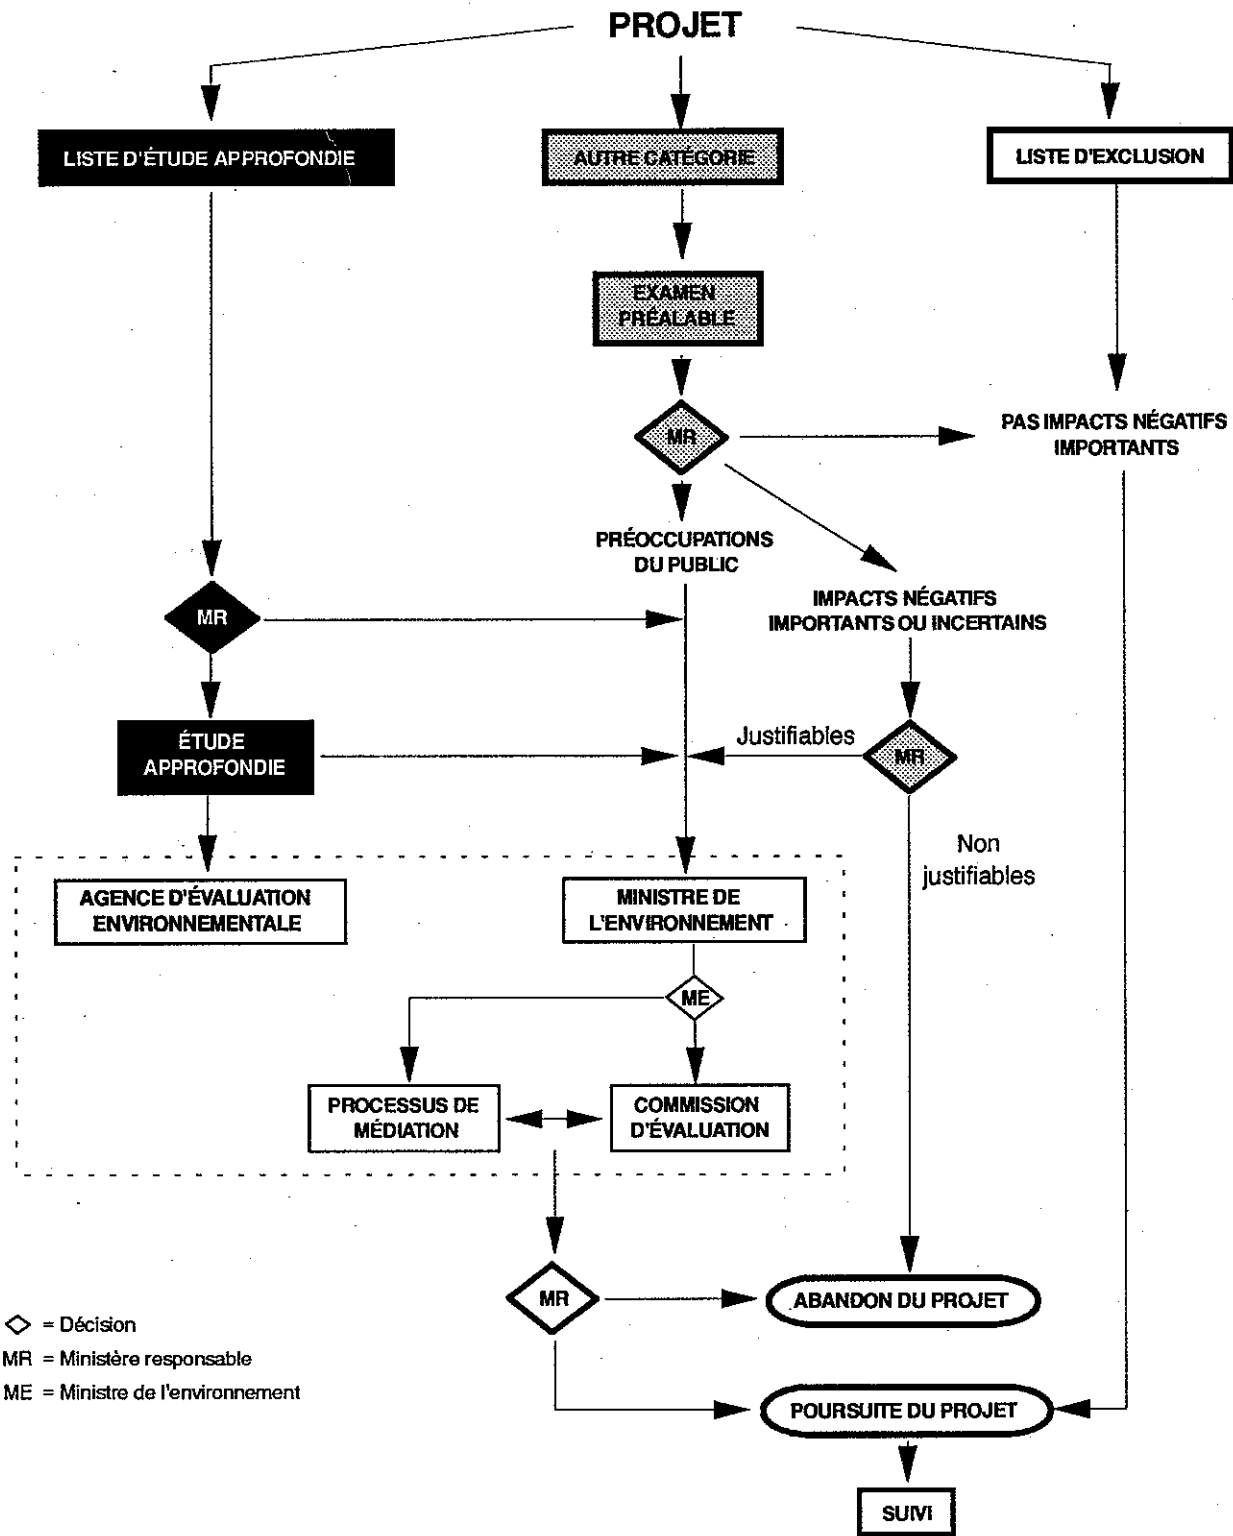 PROJET
LISTE D'ÉTUDE APPROFONDIE
AUTRE CATÉGORIE
LISTE D'EXCLUSION
EXAMEN
PRÉALABLE
MR
PAS IMPACTS NÉGATIFS
IMPORTANTS
PRÉOCCUPATIONS
DU PUBLIC
IMPACTS NÉGATIFS
IMPORTANTS OU INCERTAINS
MR
ÉTUDE
APPROFONDIE
Justifiables
MR
Non
justifiables
AGENCE D'ÉVALUATION
ENVIRONNEMENTALE
MINISTRE DE
L'ENVIRONNEMENT
ME
PROCESSUS DE
MÉDIATION
COMMISSION
D'ÉVALUATION
MR
ABANDON DU PROJET
= Décision
MR = Ministère responsable
ME = Ministre de l'environnement
POURSUITE DU PROJET
SUIVI